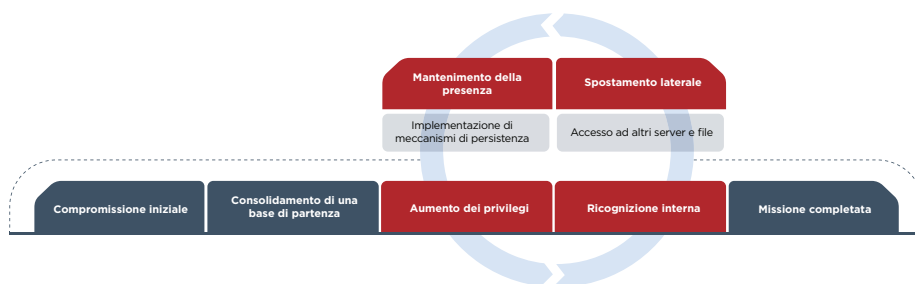 Mantenimento della
presenza
Spostamento laterale
Implementazione di
meccanismi di persistenza
Accesso ad altri server e file
Compromissione iniziale
Consolidamento di una
base di partenza
Aumento dei privilegi
Ricognizione interna
Missione completata